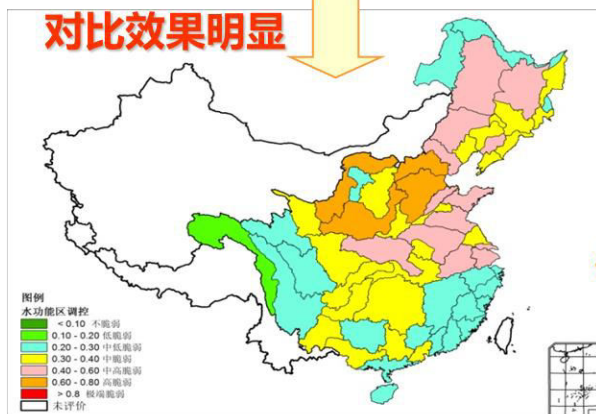 对比效果明显
图例
水功能区调控
< 0.10 不脆弱
0.10 - 0.20 低脆弱
0.20 - 0.30 中低脆弱
0.30 - 0.40 中脆弱
0.40 - 0.60 中高脆弱
0.60 - 0.80 高脆弱
> 0.8 极端脆弱
未评价